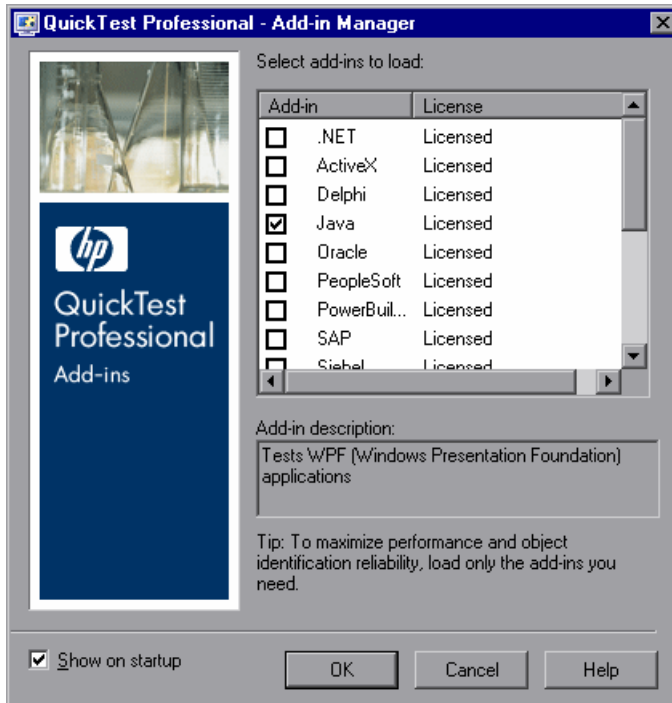 QuickTest Professional - Add-in Manager
Select add-ins to load:
Add-in License
.NET Licensed
ActiveX Licensed
Delphi Licensed
Java Licensed
Oracle Licensed
PeopleSoft Licensed
PowerBuil... Licensed
SAP Licensed
Siebel Licensed
hp
QuickTest
Professional
Add-ins
Add-in description:
Tests WPF (Windows Presentation Foundation)
applications
Tip: To maximize performance and object
identification reliability, load only the add-ins you
need.
Show on startup
OK
Cancel
Help